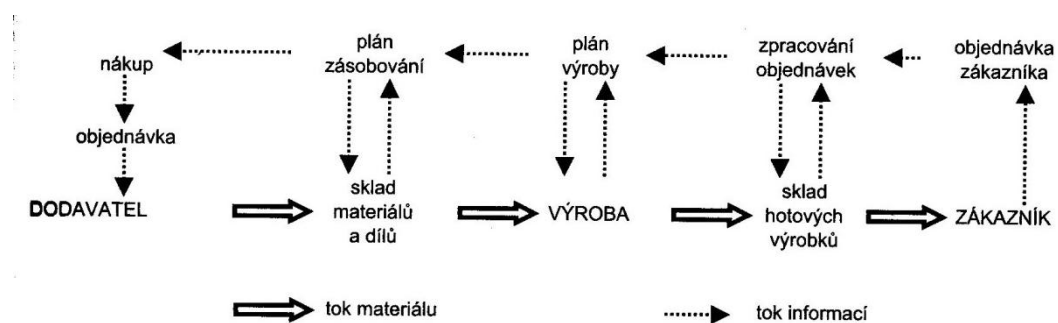 nákup
plán
zásobování
plán
výroby
zpracování
objednávek
objednávka
zákazníka
objednávka
DODAVATEL
sklad
materiálů
a dílů
VÝROBA
sklad
hotových
výrobků
ZÁKAZNÍK
tok materiálu
tok informací